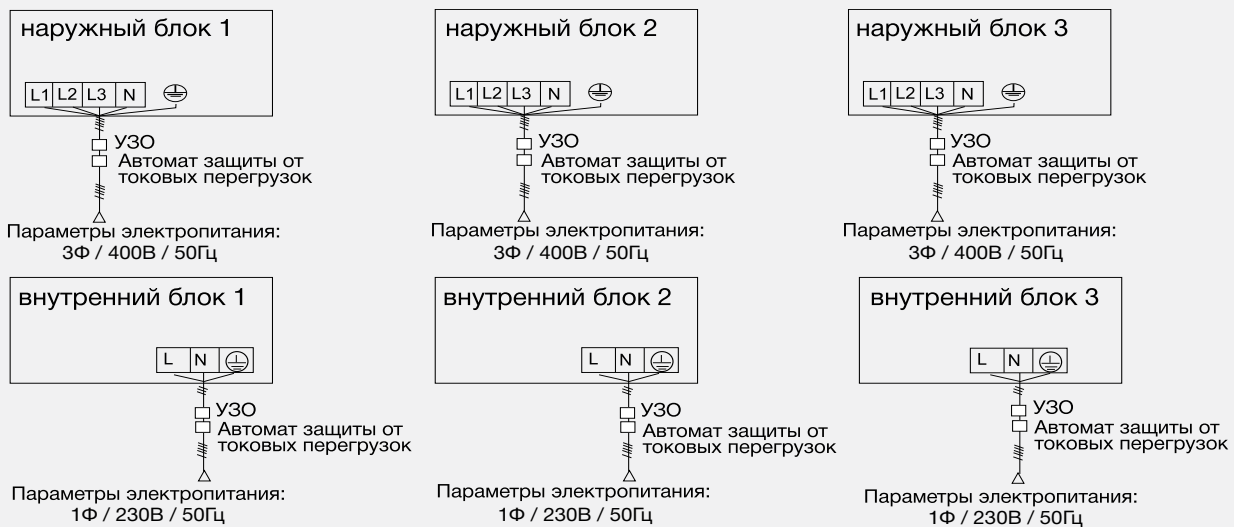 наружный блок 1
L1 L2 L3 N
УЗО
Автомат защиты от
токовых перегрузок
Параметры электропитания:
3Ф / 400В / 50Гц
наружный блок 2
L1 L2 L3 N
УЗО
Автомат защиты от
токовых перегрузок
Параметры электропитания:
3Ф / 400В / 50Гц
наружный блок 3
L1 L2 L3 N
УЗО
Автомат защиты от
токовых перегрузок
Параметры электропитания:
3Ф / 400В / 50Гц
внутренний блок 1
L N
УЗО
Автомат защиты от
токовых перегрузок
Параметры электропитания:
1Ф / 230В / 50Гц
внутренний блок 2
L N
УЗО
Автомат защиты от
токовых перегрузок
Параметры электропитания:
1Ф / 230В / 50Гц
внутренний блок 3
L N
УЗО
Автомат защиты от
токовых перегрузок
Параметры электропитания:
1Ф / 230В / 50Гц